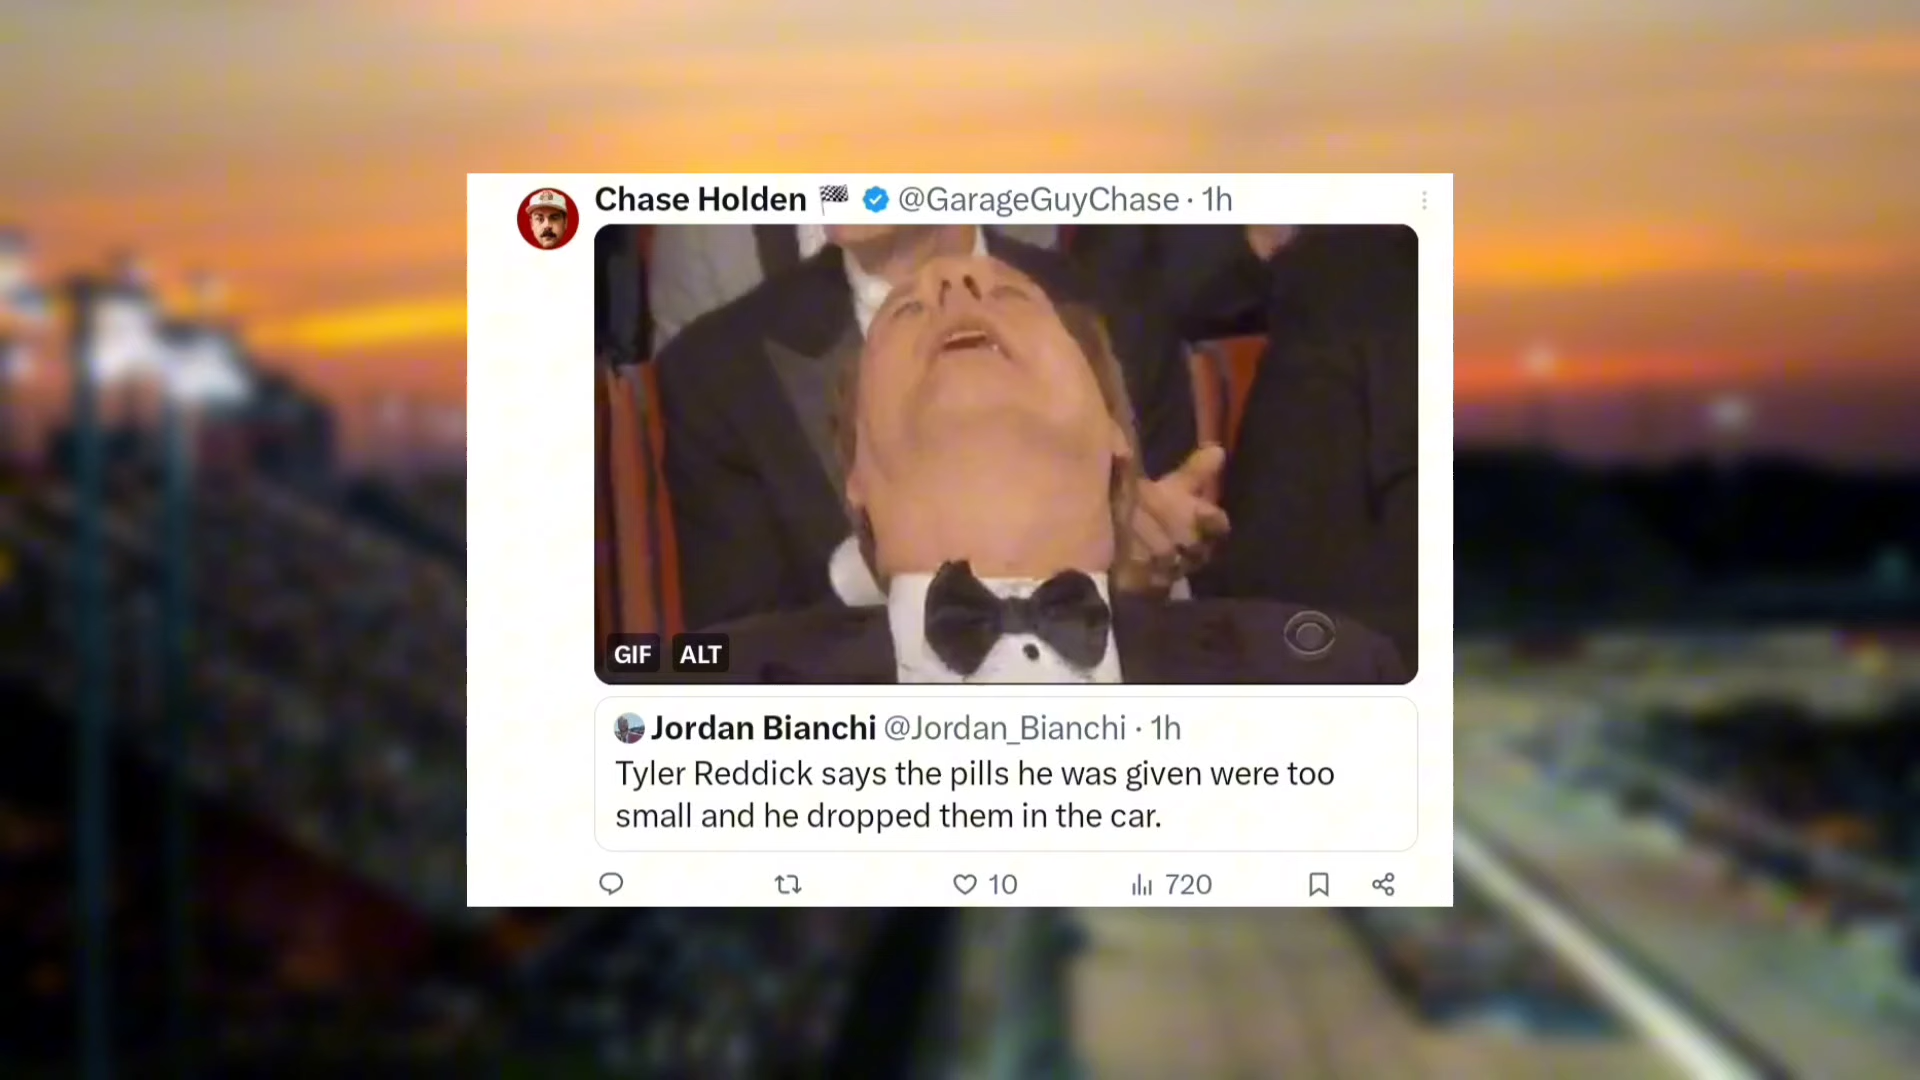 Chase Holden 🏁 @GarageGuyChase · 1h
GIF ALT
Jordan Bianchi @Jordan_Bianchi · 1h
Tyler Reddick says the pills he was given were too
small and he dropped them in the car.
10 720